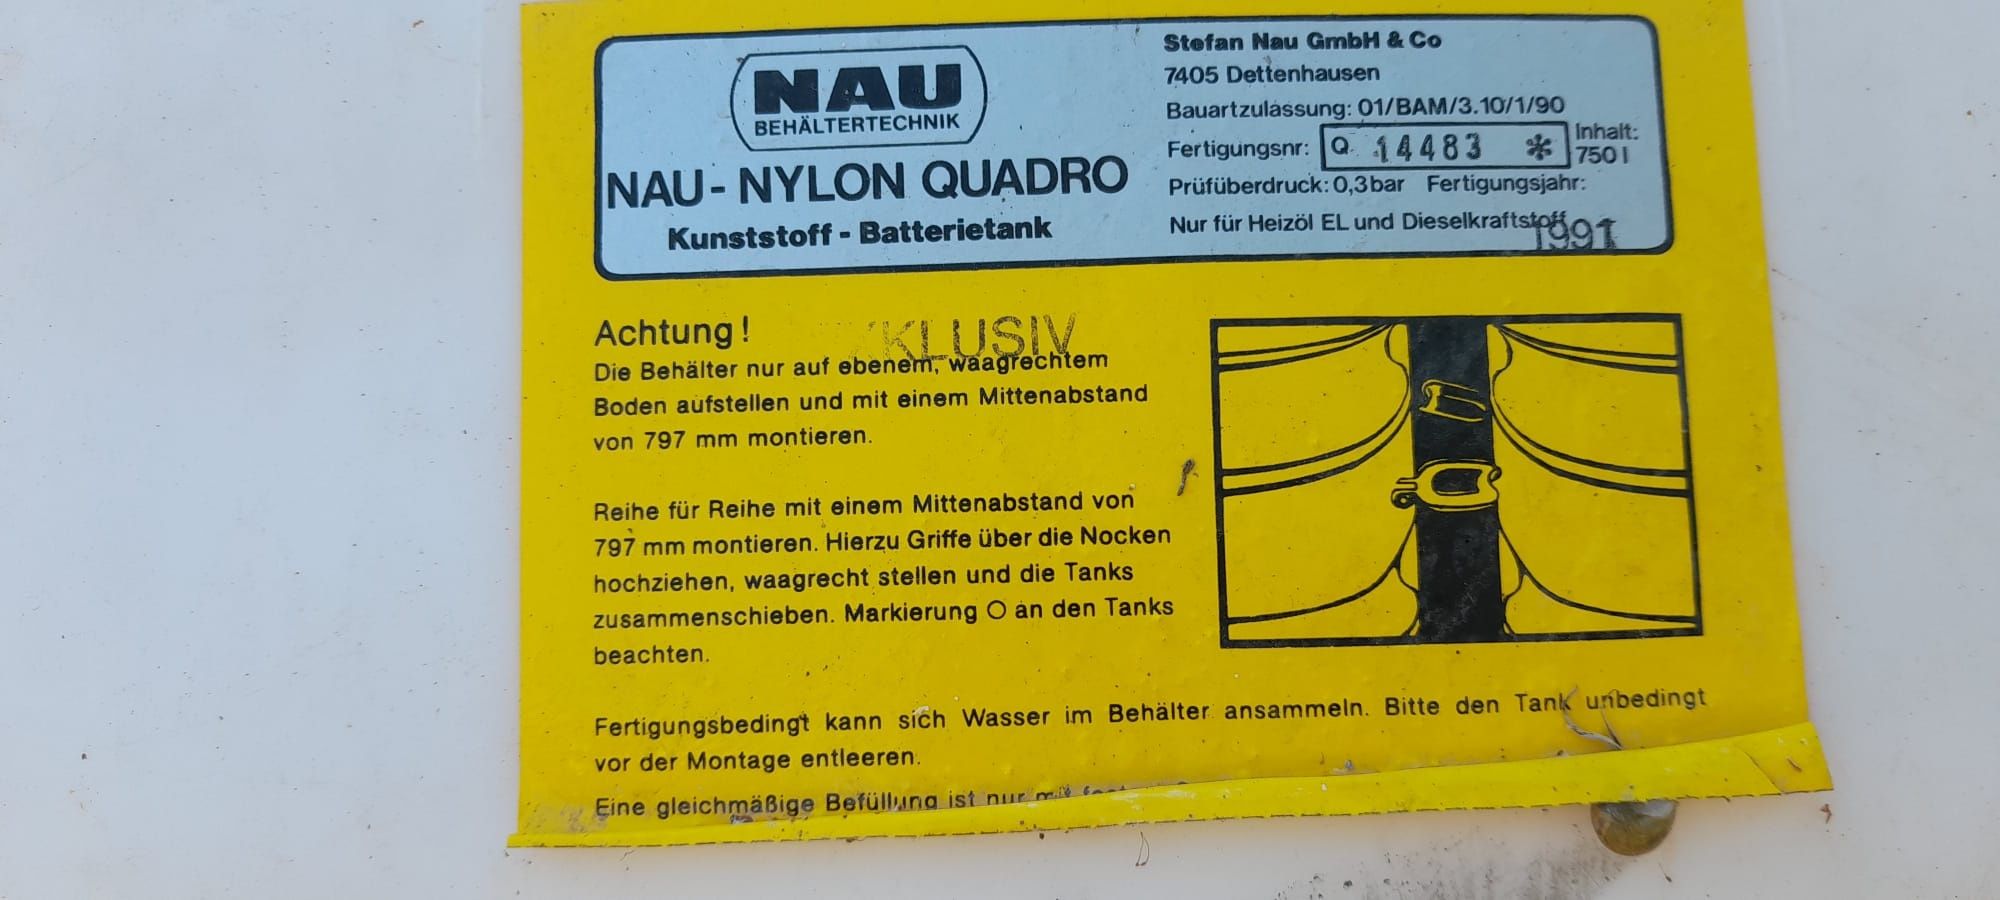 NAU
BEHÄLTERTECHNIK
NAU-NYLON QUADRO
Kunststoff-Batterietank
Stefan Nau GmbH & Co
7405 Dettenhausen
Bauartzulassung: 01/BAM/3.10/1/90
Fertigungsnr: Q 14483 * Inhalt: 750 l
Prüfüberdruck: 0,3 bar Fertigungsjahr:
Nur für Heizöl EL und Dieselkraftstoff
1991
Achtung!
KLUSIV
Die Behälter nur auf ebenem, waagrechtem
Boden aufstellen und mit einem Mittenabstand
von 797 mm montieren.
Reihe für Reihe mit einem Mittenabstand von
797 mm montieren. Hierzu Griffe über die Nocken
hochziehen, waagrecht stellen und die Tanks
zusammenschieben. Markierung O an den Tanks
beachten.
Fertigungsbedingt kann sich Wasser im Behälter ansammeln. Bitte den Tank unbedingt
vor der Montage entleeren.
Eine gleichmäßige Befüllung ist nur mit